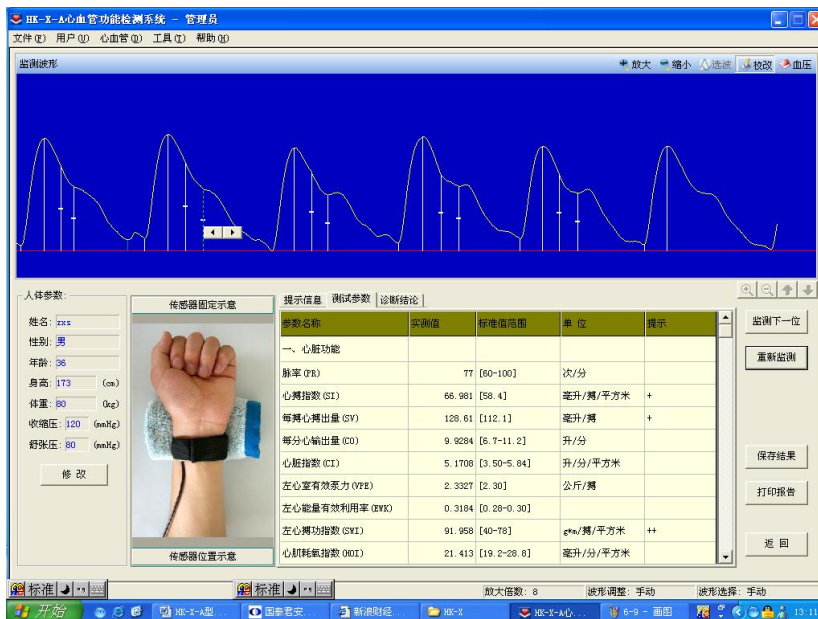 HK-X-A心血管功能检测系统 - 管理员
文件(F) 用户(U) 心血管(D) 工具(T) 帮助(H)
监测波形 放大 缩小 选波 校改 血压
人体参数:
姓名: zxs
性别: 男
年龄: 36
身高: 173 (cm)
体重: 80 (kg)
收缩压: 120 (mmHg)
舒张压: 80 (mmHg)
修 改
传感器固定示意
传感器位置示意
提示信息 测试参数 诊断结论
参数名称 实测值 标准值范围 单 位 提示
一、心脏功能
脉率(PR) 77 [60-100] 次/分
心搏指数(SI) 66.981 [58.4] 毫升/搏/平方米 +
每搏心搏出量(SV) 128.61 [112.1] 毫升/搏 +
每分心输出量(CO) 9.9284 [6.7-11.2] 升/分
心脏指数(CI) 5.1708 [3.50-5.84] 升/分/平方米
左心室有效泵力(VPE) 2.3327 [2.30] 公斤/搏
左心能量有效利用率(EWK) 0.3184 [0.28-0.30]
左心搏功指数(SWI) 91.958 [40-78] g*m/搏/平方米 ++
心肌耗氧指数(HOI) 21.413 [19.2-28.8] 毫升/分/平方米
监测下一位
重新监测
保存结果
打印报告
返 回
标准 标准 放大倍数: 8 波形调整: 手动 波形选择: 手动
开始 HK-X-A型... 国泰君安... 新浪财经... HK-X HK-X-A心... 6-9 - 画图 13:11